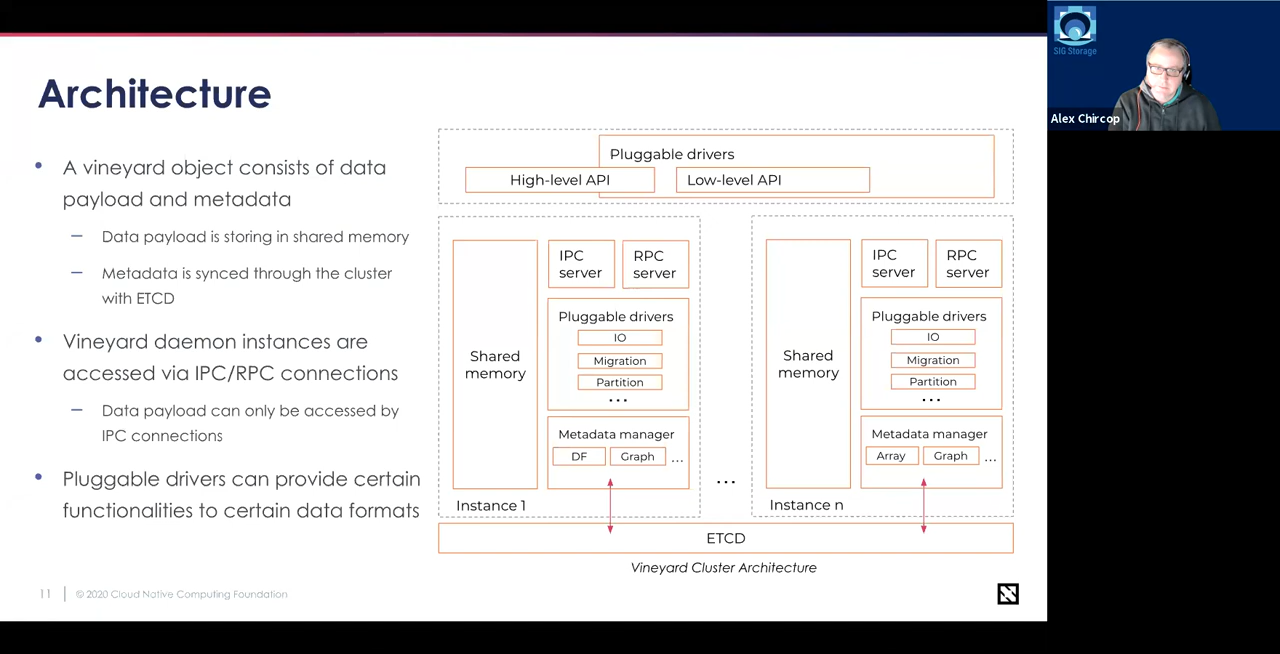 Architecture
• A vineyard object consists of data
payload and metadata
– Data payload is storing in shared memory
– Metadata is synced through the cluster
with ETCD
• Vineyard daemon instances are
accessed via IPC/RPC connections
– Data payload can only be accessed by
IPC connections
• Pluggable drivers can provide certain
functionalities to certain data formats
Pluggable drivers
High-level API
Low-level API
Shared
memory
IPC
server
RPC
server
Pluggable drivers
IO
Migration
Partition
...
Metadata manager
DF
Graph
...
Instance 1
...
Shared
memory
IPC
server
RPC
server
Pluggable drivers
IO
Migration
Partition
...
Metadata manager
Array
Graph
...
Instance n
ETCD
Vineyard Cluster Architecture
11
© 2020 Cloud Native Computing Foundation
SIG Storage
Alex Chircop